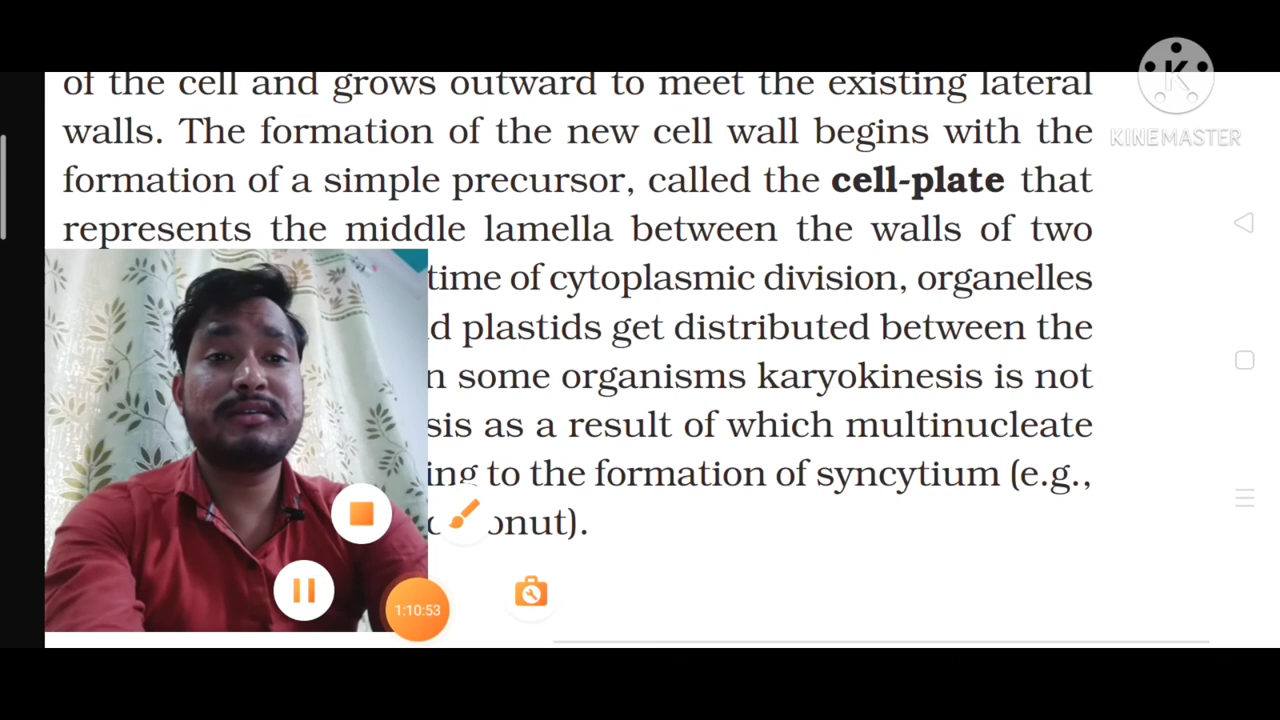 of the cell and grows outward to meet the existing lateral
walls. The formation of the new cell wall begins with the
formation of a simple precursor, called the cell-plate that
represents the middle lamella between the walls of two
time of cytoplasmic division, organelles
d plastids get distributed between the
n some organisms karyokinesis is not
sis as a result of which multinucleate
ing to the formation of syncytium (e.g.,
onut).
KINEMASTER
1:10:53